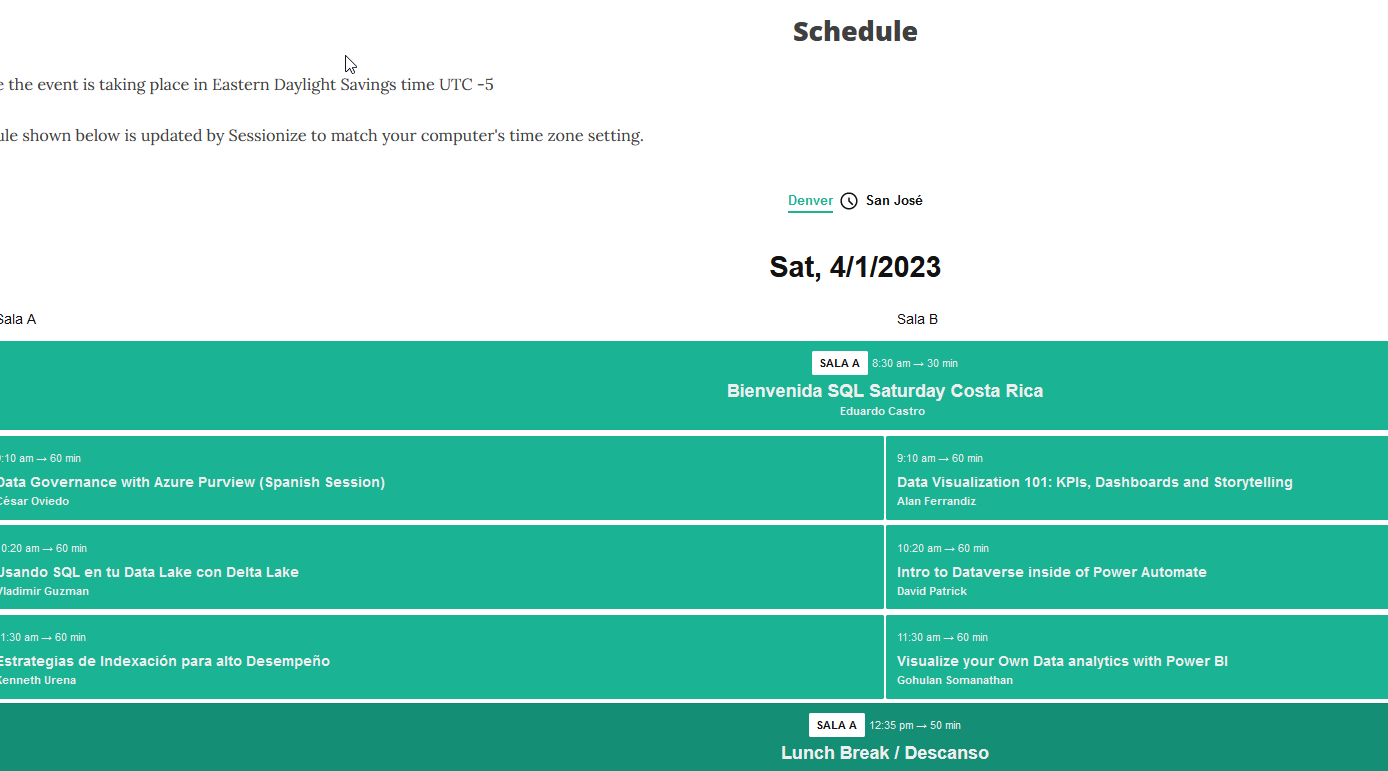 Schedule
e the event is taking place in Eastern Daylight Savings time UTC -5
ule shown below is updated by Sessionize to match your computer's time zone setting.
Denver San José
Sat, 4/1/2023
Sala A Sala B
SALA A 8:30 am → 30 min
Bienvenida SQL Saturday Costa Rica
Eduardo Castro
:10 am → 60 min
Data Governance with Azure Purview (Spanish Session)
César Oviedo
9:10 am → 60 min
Data Visualization 101: KPIs, Dashboards and Storytelling
Alan Ferrandiz
0:20 am → 60 min
Usando SQL en tu Data Lake con Delta Lake
Vladimir Guzman
10:20 am → 60 min
Intro to Dataverse inside of Power Automate
David Patrick
1:30 am → 60 min
Estrategias de Indexación para alto Desempeño
Kenneth Urena
11:30 am → 60 min
Visualize your Own Data analytics with Power BI
Gohulan Somanathan
SALA A 12:35 pm → 50 min
Lunch Break / Descanso